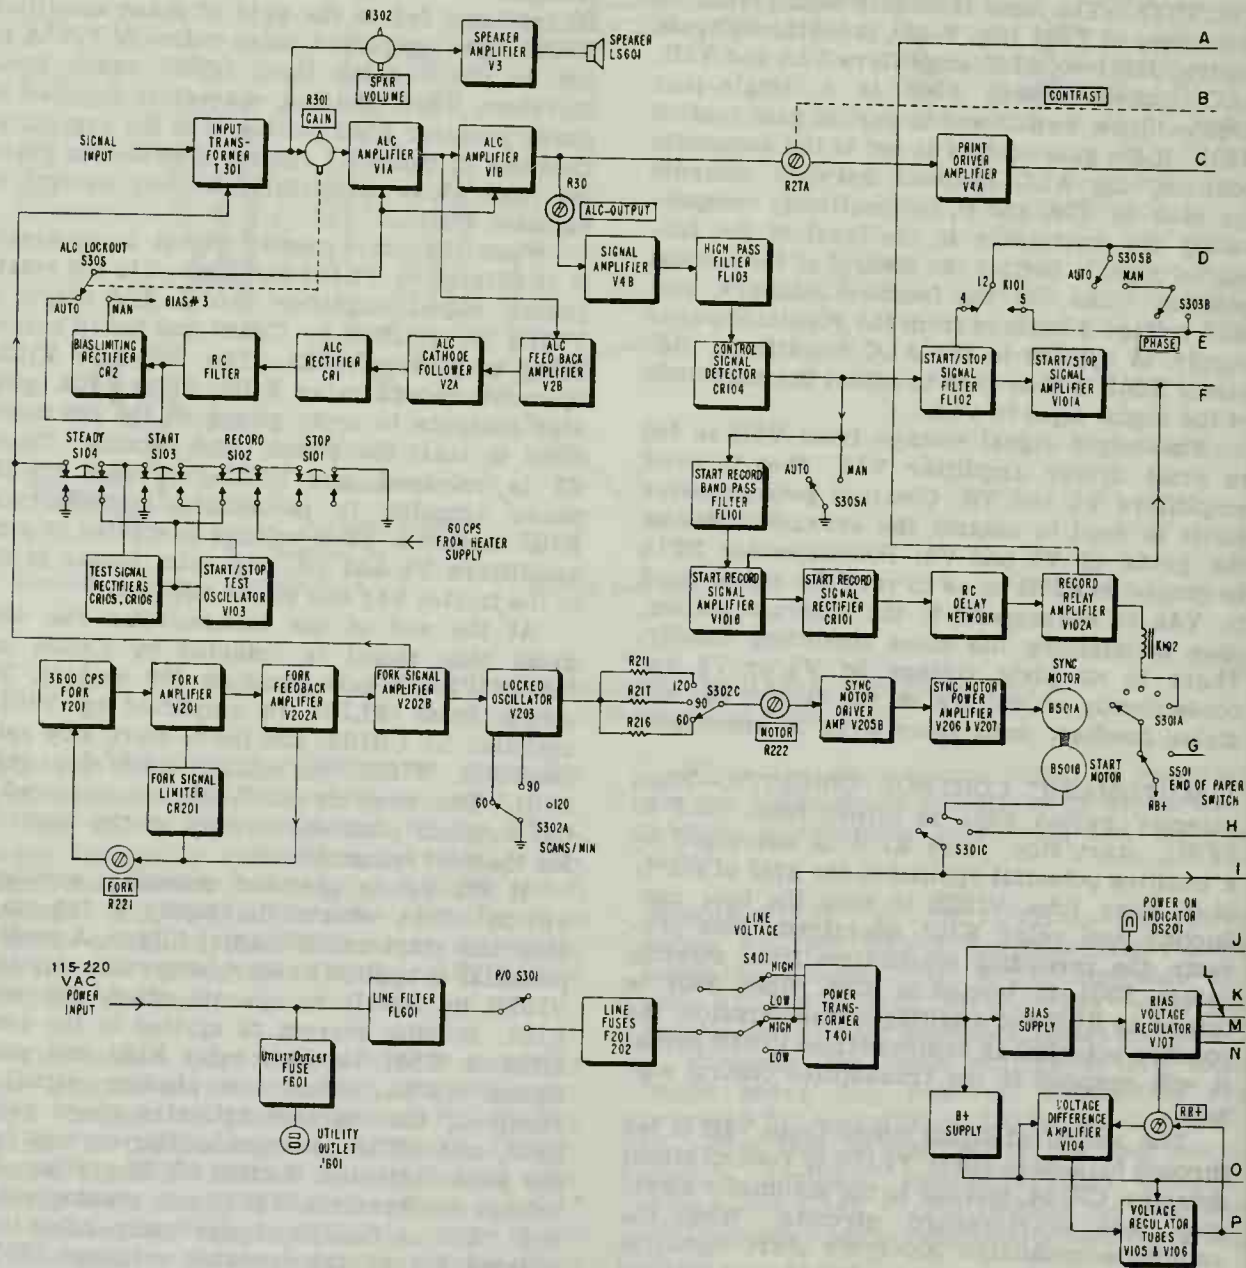 R302
SPEAKER
AMPLIFIER
V3
SPEAKER
LS601
A
SPKR
VOLUME
CONTRAST
B
R301
GAIN
SIGNAL
INPUT
INPUT
TRANS-
FORMER
T301
ALC
AMPLIFIER
V1A
ALC
AMPLIFIER
V1B
R27A
PRINT
DRIVER
AMPLIFIER
V4A
C
R30
ALC-OUTPUT
SIGNAL
AMPLIFIER
V4B
HIGH PASS
FILTER
FL103
ALC LOCKOUT
S305
AUTO
MAN
BIAS#3
D
S305B
AUTO
MAN
12
K101
4
5
S303B
PHASE
E
BIAS LIMITING
RECTIFIER
CR2
RC
FILTER
ALC
RECTIFIER
CR1
ALC
CATHODE
FOLLOWER
V2A
ALC
FEED BACK
AMPLIFIER
V2B
CONTROL
SIGNAL
DETECTOR
CR104
START/STOP
SIGNAL
FILTER
FL102
START/STOP
SIGNAL
AMPLIFIER
V101A
F
STEADY
S104
START
S103
RECORD
S102
STOP
S101
START RECORD
BAND PASS
FILTER
FL101
AUTO
MAN
S305A
60 CPS
FROM HEATER
SUPPLY
TEST SIGNAL
RECTIFIERS
CR105, CR106
START/STOP
TEST
OSCILLATOR
V103
START RECORD
SIGNAL
AMPLIFIER
V101B
START RECORD
SIGNAL
RECTIFIER
CR101
RC
DELAY
NETWORK
RECORD
RELAY
AMPLIFIER
V102A
K102
3600 CPS
FORK
Y201
FORK
AMPLIFIER
V201
FORK
FEEDBACK
AMPLIFIER
V202A
FORK SIGNAL
AMPLIFIER
V202B
LOCKED
OSCILLATOR
V203
R211
R217
R216
120
90
60
S302C
MOTOR
R222
SYNC
MOTOR
DRIVER
AMP V205B
SYNC MOTOR
POWER
AMPLIFIER
V206 & V207
SYNC
MOTOR
B501A
B501B
START
MOTOR
S301A
G
S501
END OF PAPER
SWITCH
RB+
FORK SIGNAL
LIMITER
CR201
FORK
R221
60
90
120
S302A
SCANS/MIN
S301C
H
I
115-220
VAC
POWER
INPUT
LINE FILTER
FL601
P/O S301
LINE
FUSES
F201
202
LINE
VOLTAGE
S401
HIGH
LOW
HIGH
LOW
POWER
TRANS-
FORMER
T401
POWER ON
INDICATOR
DS201
J
BIAS
SUPPLY
BIAS
VOLTAGE
REGULATOR
V107
L
K
M
N
UTILITY OUTLET
FUSE
F601
UTILITY
OUTLET
J601
B+
SUPPLY
VOLTAGE
DIFFERENCE
AMPLIFIER
V104
RB+
O
VOLTAGE
REGULATOR
TUBES
V105 & V106
P